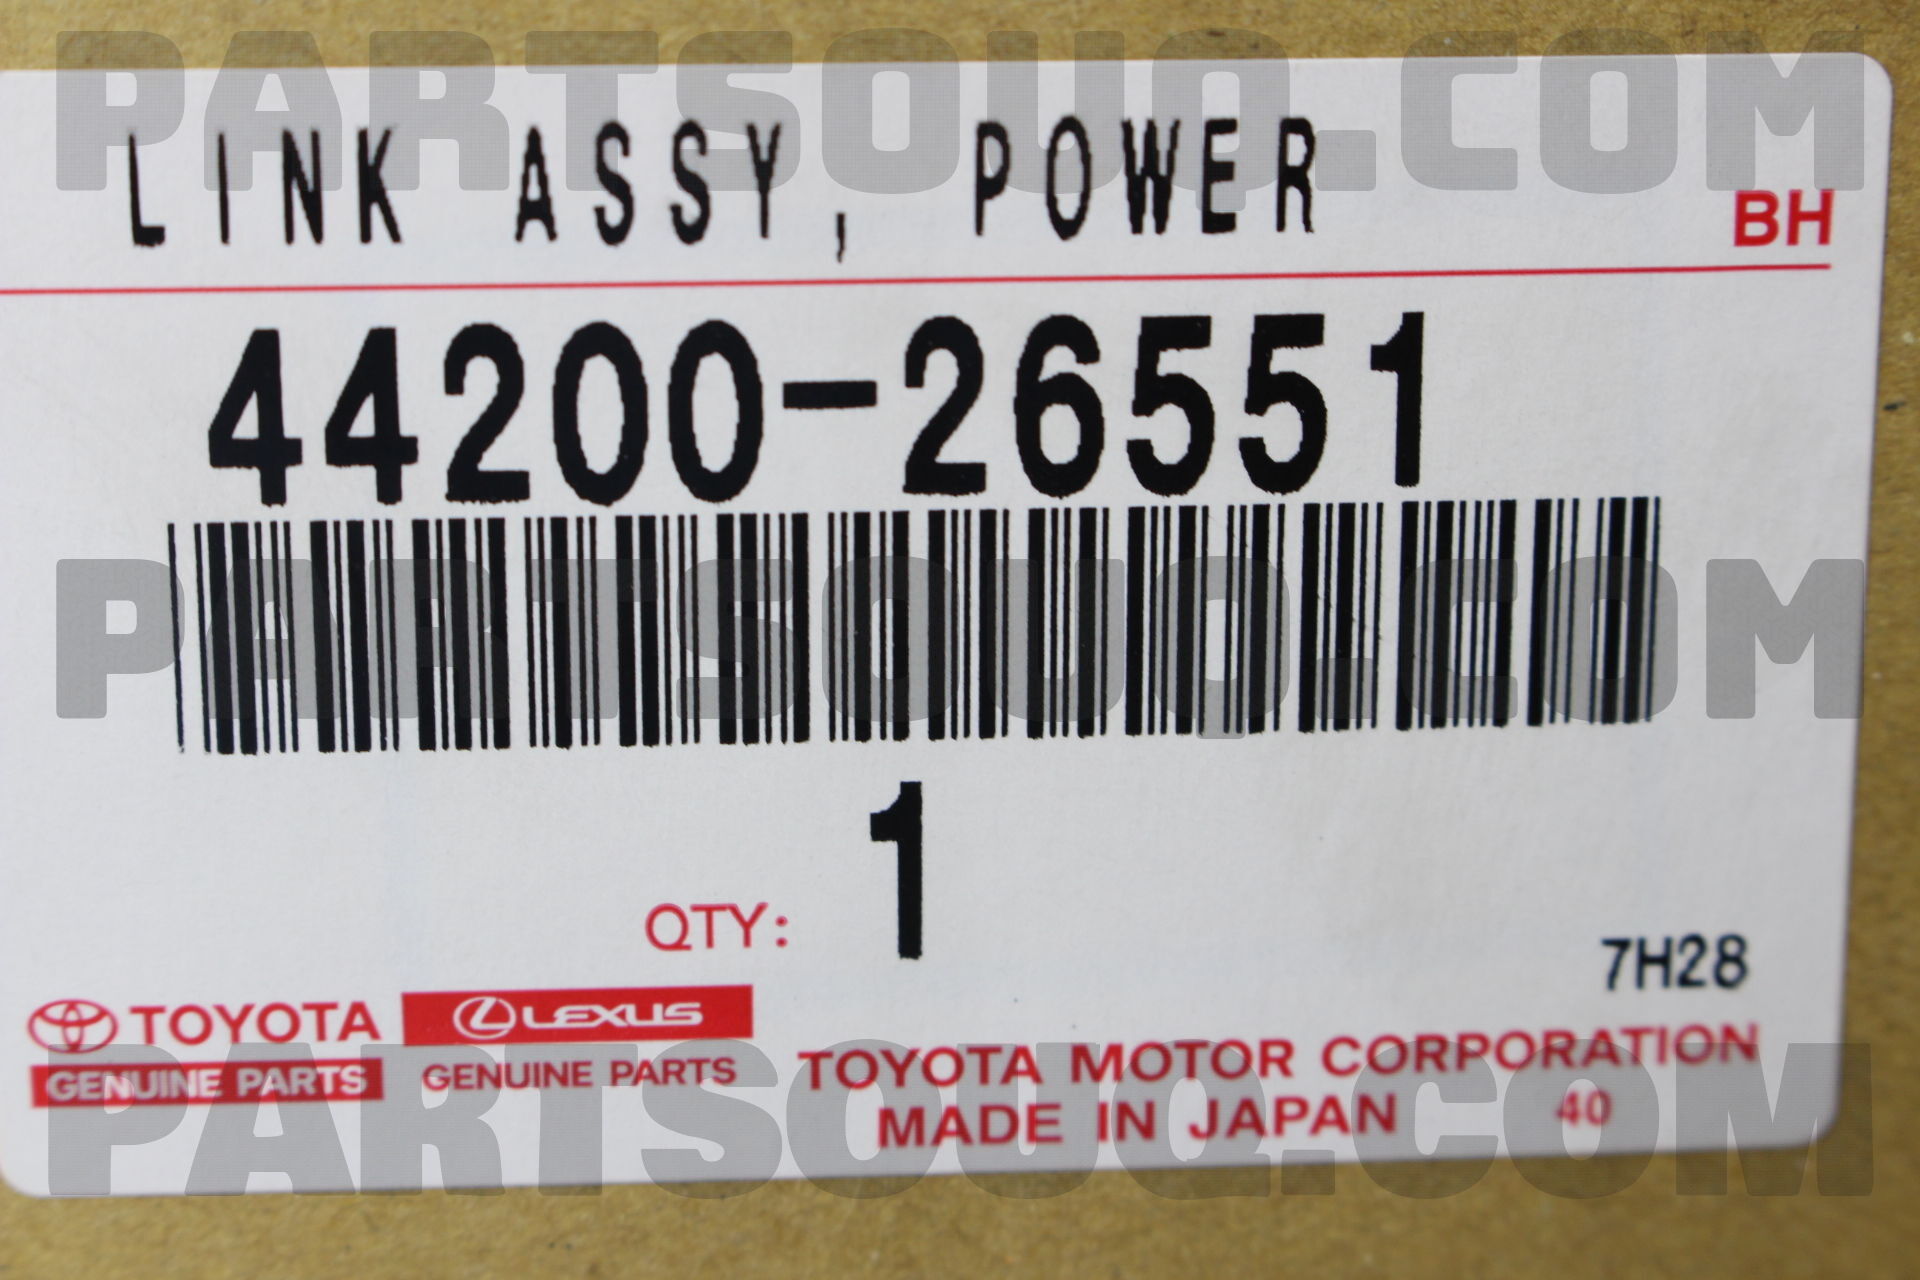 PARTSOUQ.COM
LINK ASSY, POWER
BH
44200-26551
PARTSOUQ.COM
QTY: 1
7H28
TOYOTA
GENUINE PARTS
LEXUS
GENUINE PARTS
TOYOTA MOTOR CORPORATION
MADE IN JAPAN 40
PARTSOUQ.COM